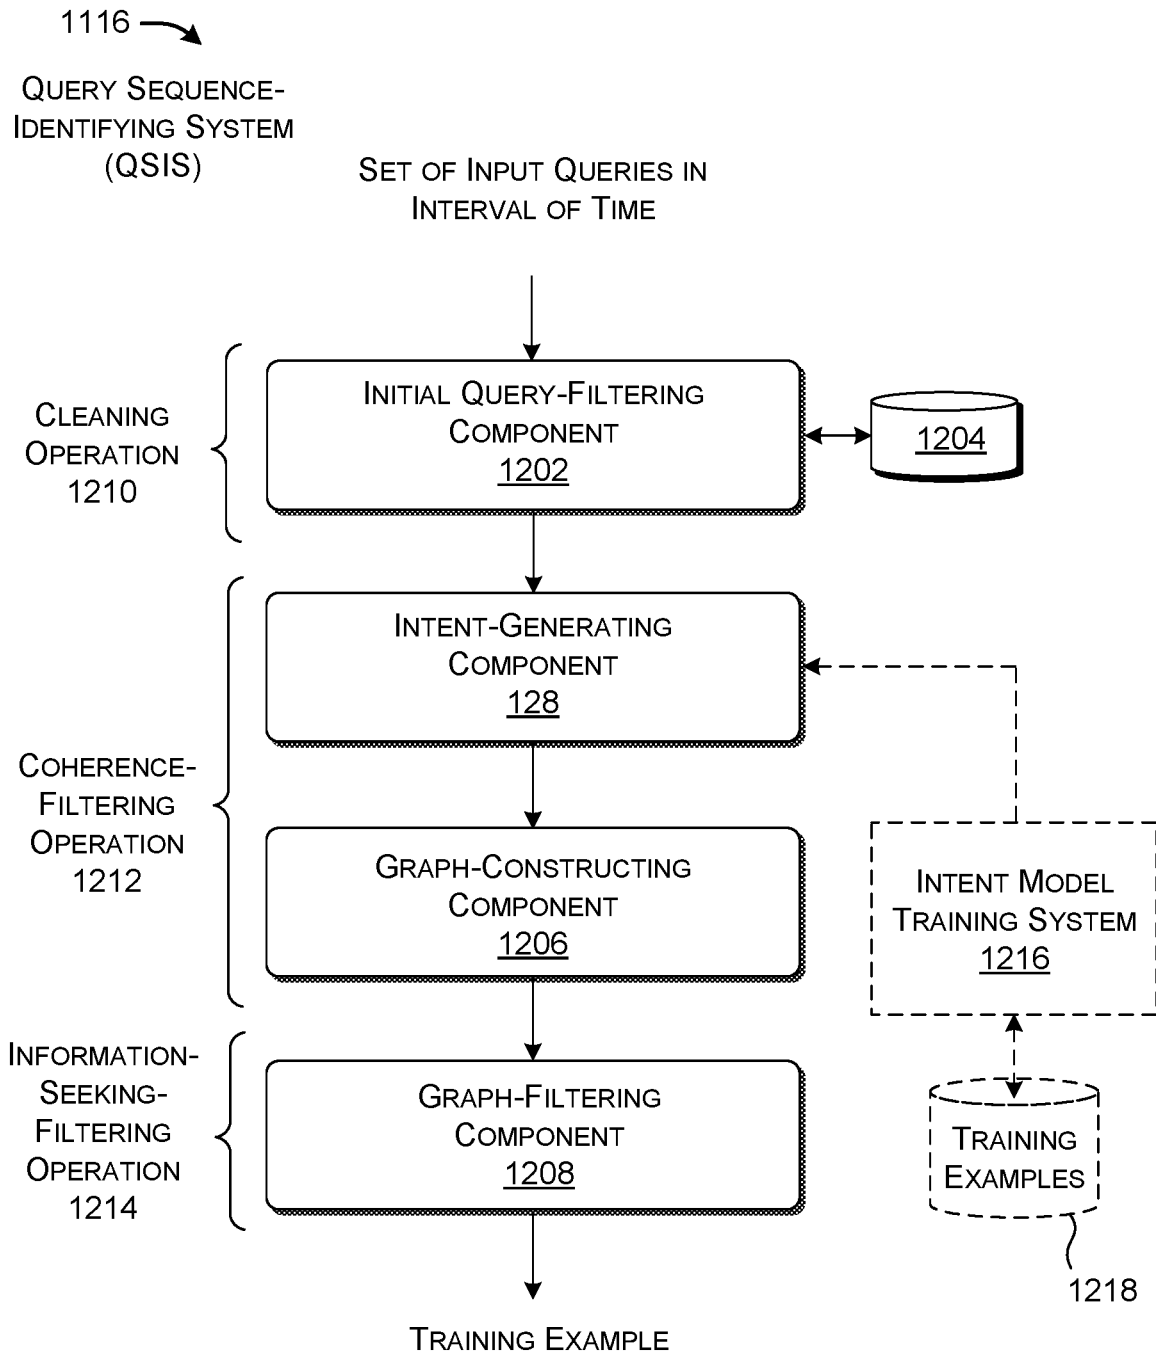 1116
QUERY SEQUENCE-
IDENTIFYING SYSTEM
(QSIS)
SET OF INPUT QUERIES IN
INTERVAL OF TIME
CLEANING
OPERATION
1210
INITIAL QUERY-FILTERING
COMPONENT
1202
1204
COHERENCE-
FILTERING
OPERATION
1212
INTENT-GENERATING
COMPONENT
128
GRAPH-CONSTRUCTING
COMPONENT
1206
INTENT MODEL
TRAINING SYSTEM
1216
INFORMATION-
SEEKING-
FILTERING
OPERATION
1214
GRAPH-FILTERING
COMPONENT
1208
TRAINING
EXAMPLES
1218
TRAINING EXAMPLE